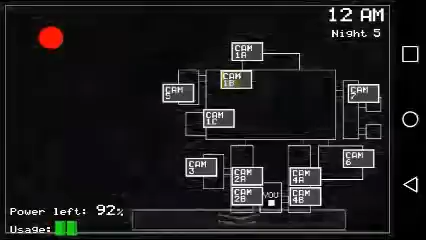 12 AM
Night 5
CAM
1A
CAM
1B
CAM
5
CAM
7
CAM
1C
CAM
3
CAM
6
CAM
2A
CAM
4A
CAM
2B
YOU
CAM
4B
Power left: 92%
Usage: